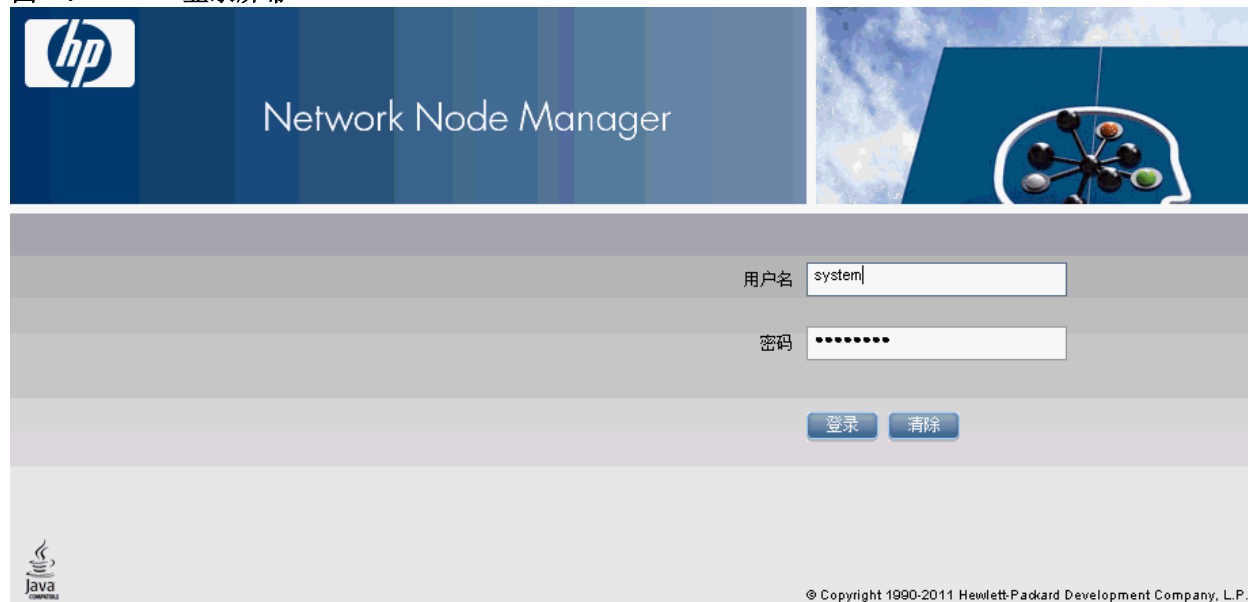 hp
Network Node Manager
用户名 system
密码 ••••••••
登录 清除
Java
COMPATIBLE
© Copyright 1990-2011 Hewlett-Packard Development Company, L.P.